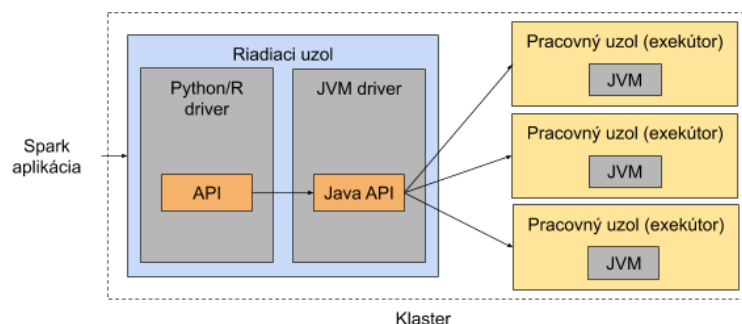 Spark
aplikácia
Riadiaci uzol
Python/R
driver
API
JVM driver
Java API
Pracovný uzol (exekútor)
JVM
Pracovný uzol (exekútor)
JVM
Pracovný uzol (exekútor)
JVM
Klaster